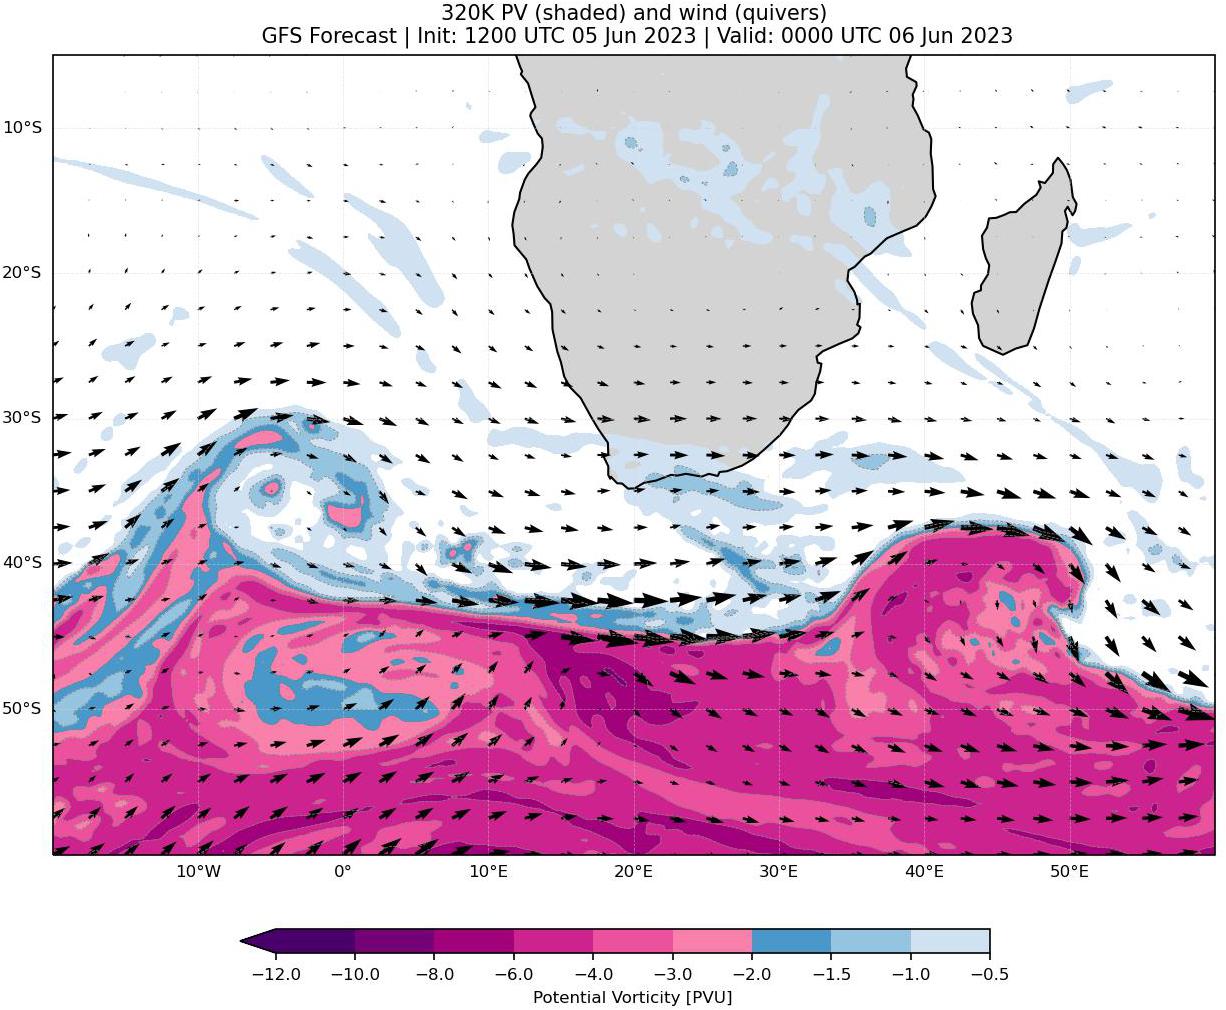 320K PV (shaded) and wind (quivers)
GFS Forecast | Init: 1200 UTC 05 Jun 2023 | Valid: 0000 UTC 06 Jun 2023
10°S
20°S
30°S
40°S
50°S
10°W 0° 10°E 20°E 30°E 40°E 50°E
−12.0 −10.0 −8.0 −6.0 −4.0 −3.0 −2.0 −1.5 −1.0 −0.5
Potential Vorticity [PVU]